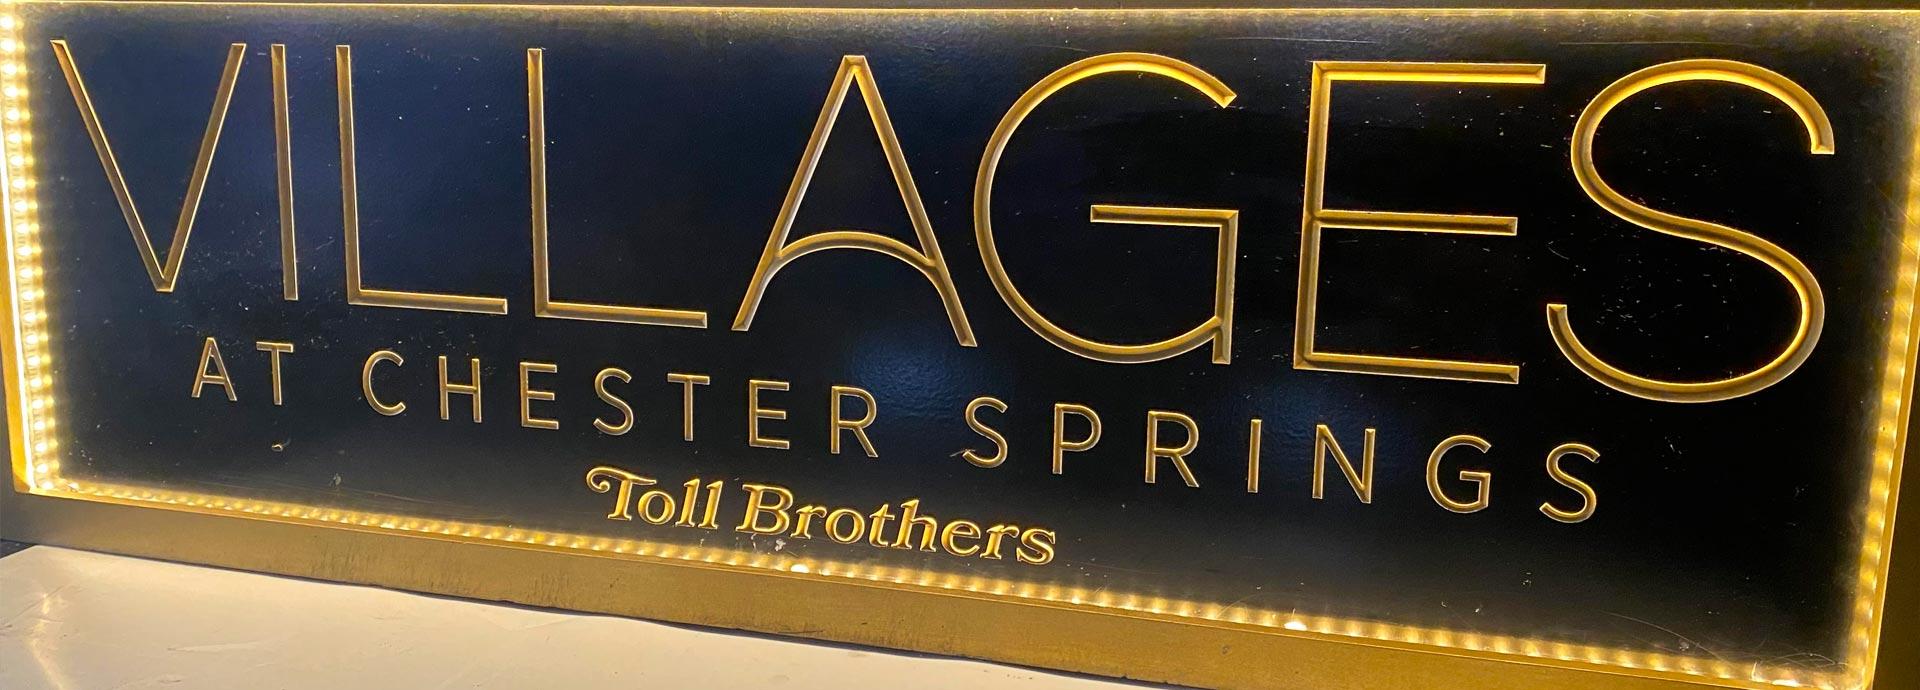 VILLAGES
AT CHESTER SPRINGS
Toll Brothers